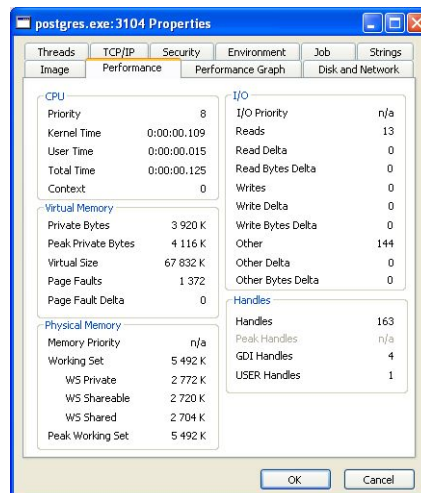 postgres.exe:3104 Properties
Threads TCP/IP Security Environment Job Strings
Image Performance Performance Graph Disk and Network
CPU
Priority 8
Kernel Time 0:00:00.109
User Time 0:00:00.015
Total Time 0:00:00.125
Context 0
Virtual Memory
Private Bytes 3 920 K
Peak Private Bytes 4 116 K
Virtual Size 67 832 K
Page Faults 1 372
Page Fault Delta 0
Physical Memory
Memory Priority n/a
Working Set 5 492 K
WS Private 2 772 K
WS Shareable 2 720 K
WS Shared 2 704 K
Peak Working Set 5 492 K
I/O
I/O Priority n/a
Reads 13
Read Delta 0
Read Bytes Delta 0
Writes 0
Write Delta 0
Write Bytes Delta 0
Other 144
Other Delta 0
Other Bytes Delta 0
Handles
Handles 163
Peak Handles n/a
GDI Handles 4
USER Handles 1
OK Cancel